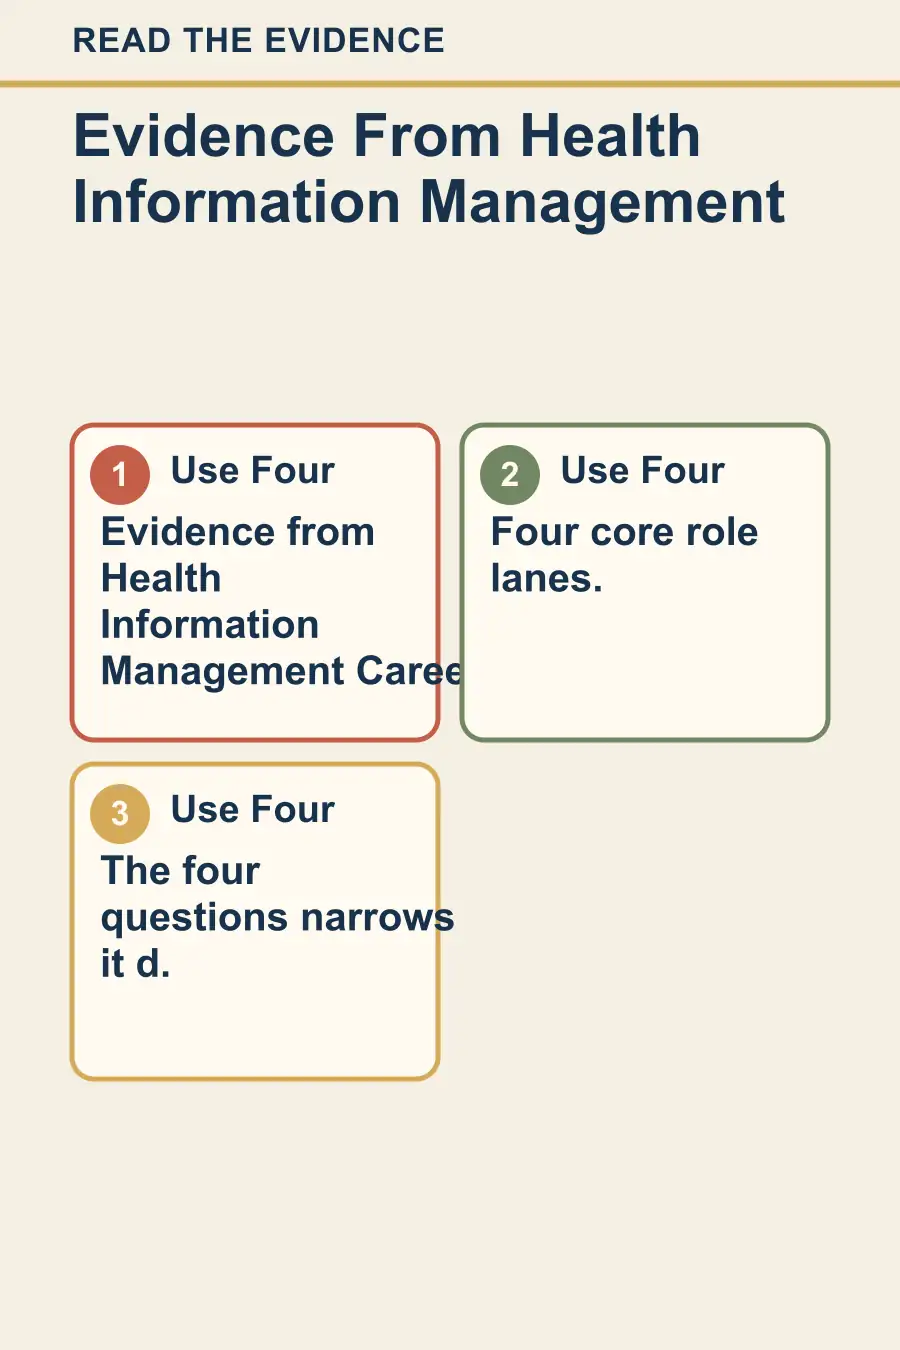 READ THE EVIDENCE
Evidence From Health
Information Management
1 Use Four
Evidence from
Health
Information
Management Caree
2 Use Four
Four core role
lanes.
3 Use Four
The four
questions narrows
it d.